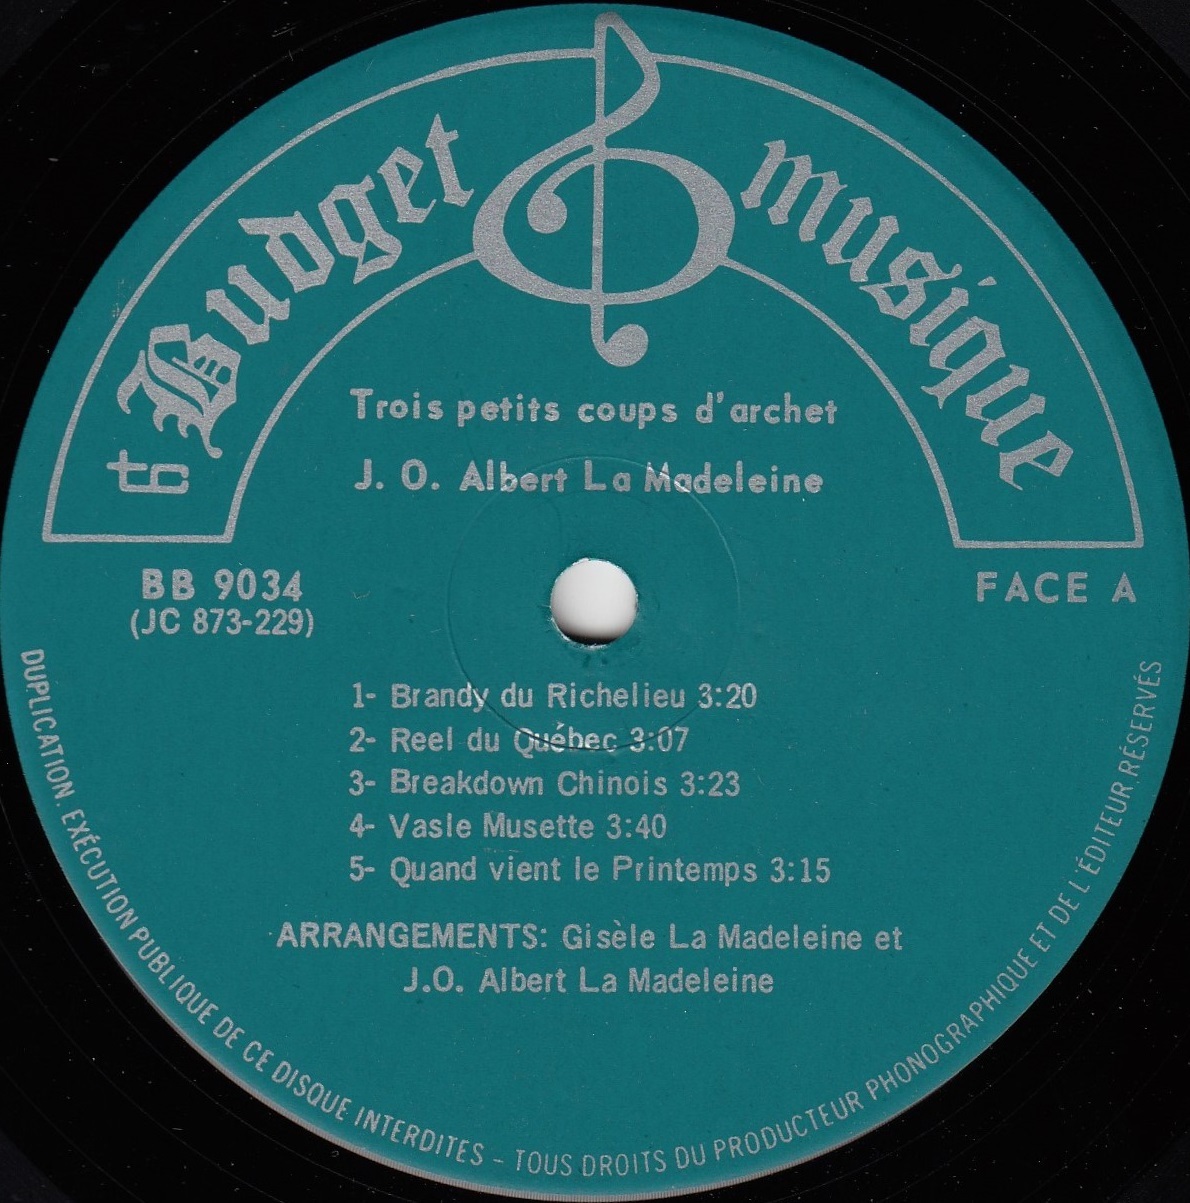 Budget musique
Trois petits coups d'archet
J. O. Albert La Madeleine
BB 9034
(JC 873-229)
FACE A
1- Brandy du Richelieu 3:20
2- Reel du Québec 3:07
3- Breakdown Chinois 3:23
4- Vasle Musette 3:40
5- Quand vient le Printemps 3:15
ARRANGEMENTS: Gisèle La Madeleine et
J.O. Albert La Madeleine
DUPLICATION. EXÉCUTION PUBLIQUE DE CE DISQUE INTERDITES - TOUS DROITS DU PRODUCTEUR PHONOGRAPHIQUE ET DE L'ÉDITEUR. RÉSERVÉS